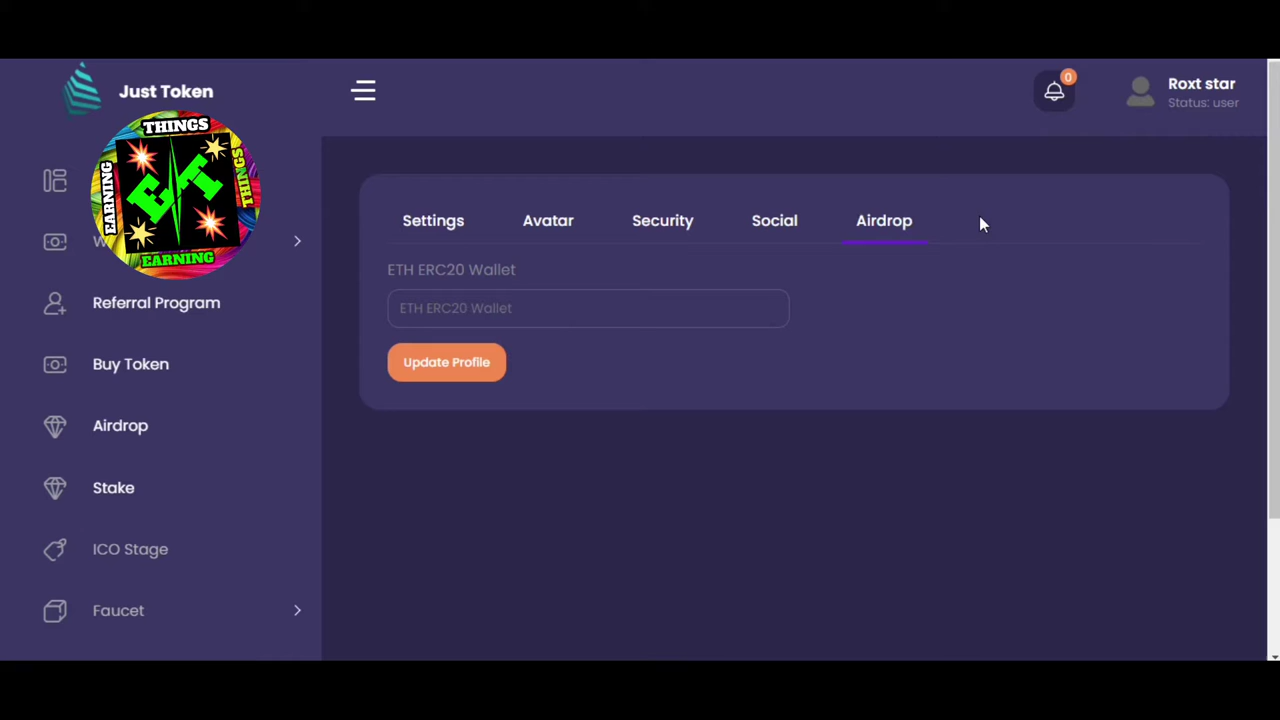 Just Token
0
Roxt star
Status: user
THINGS
EARNING
THINGS
ET
EARNING
W
Settings
Avatar
Security
Social
Airdrop
ETH ERC20 Wallet
ETH ERC20 Wallet
Update Profile
Referral Program
Buy Token
Airdrop
Stake
ICO Stage
Faucet